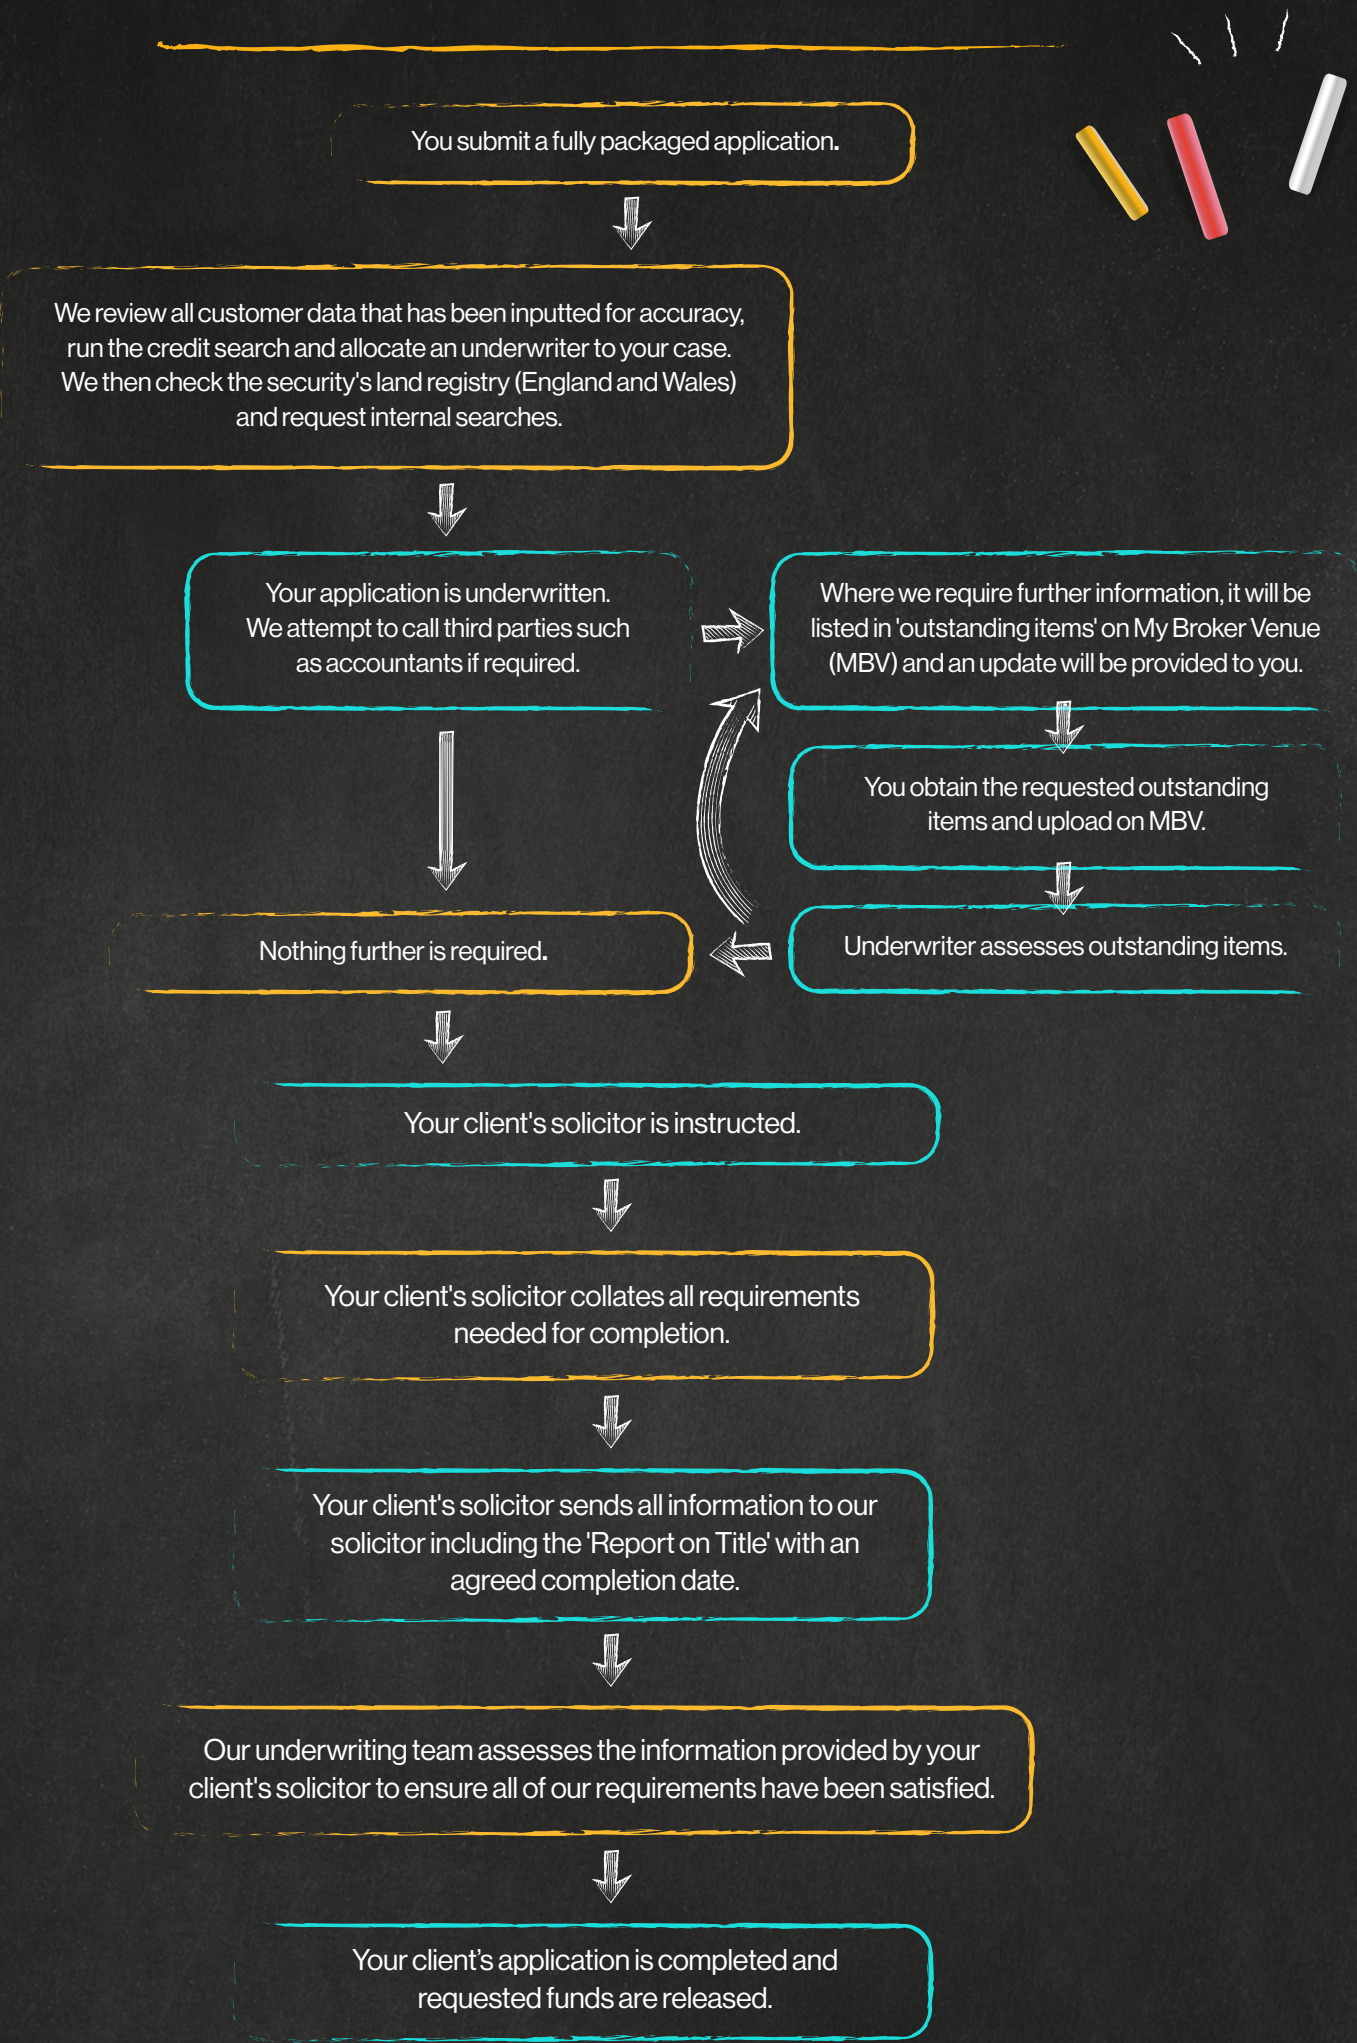 You submit a fully packaged application.
We review all customer data that has been inputted for accuracy,
run the credit search and allocate an underwriter to your case.
We then check the security's land registry (England and Wales)
and request internal searches.
Your application is underwritten.
We attempt to call third parties such
as accountants if required.
Where we require further information, it will be
listed in 'outstanding items' on My Broker Venue
(MBV) and an update will be provided to you.
You obtain the requested outstanding
items and upload on MBV.
Underwriter assesses outstanding items.
Nothing further is required.
Your client's solicitor is instructed.
Your client's solicitor collates all requirements
needed for completion.
Your client's solicitor sends all information to our
solicitor including the 'Report on Title' with an
agreed completion date.
Our underwriting team assesses the information provided by your
client's solicitor to ensure all of our requirements have been satisfied.
Your client’s application is completed and
requested funds are released.